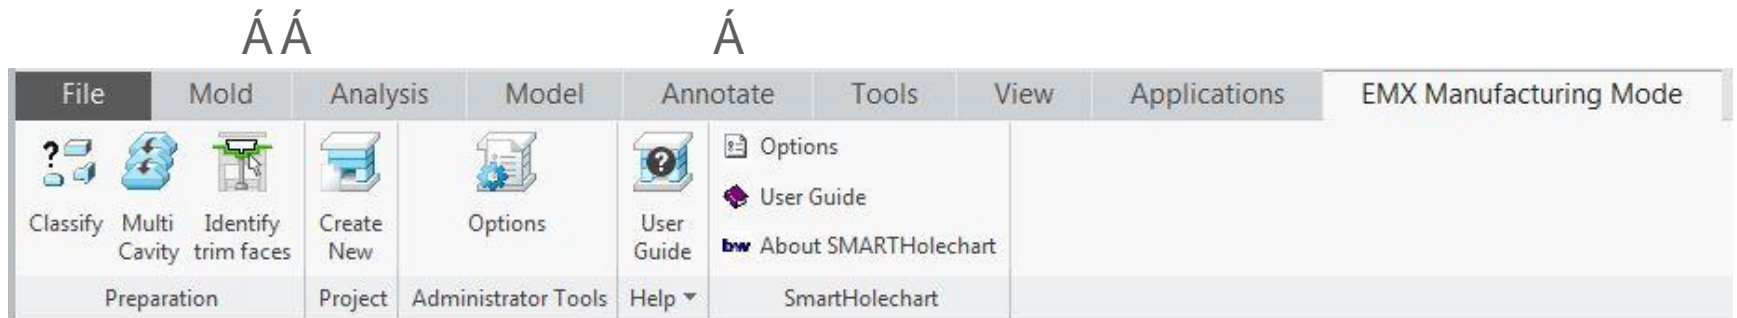 Á Á Á
File Mold Analysis Model Annotate Tools View Applications EMX Manufacturing Mode
Options
User Guide
bw About SMARTHolechart
Classify Multi Identify Create Options User
Cavity trim faces New Guide
Preparation Project Administrator Tools Help SmartHolechart